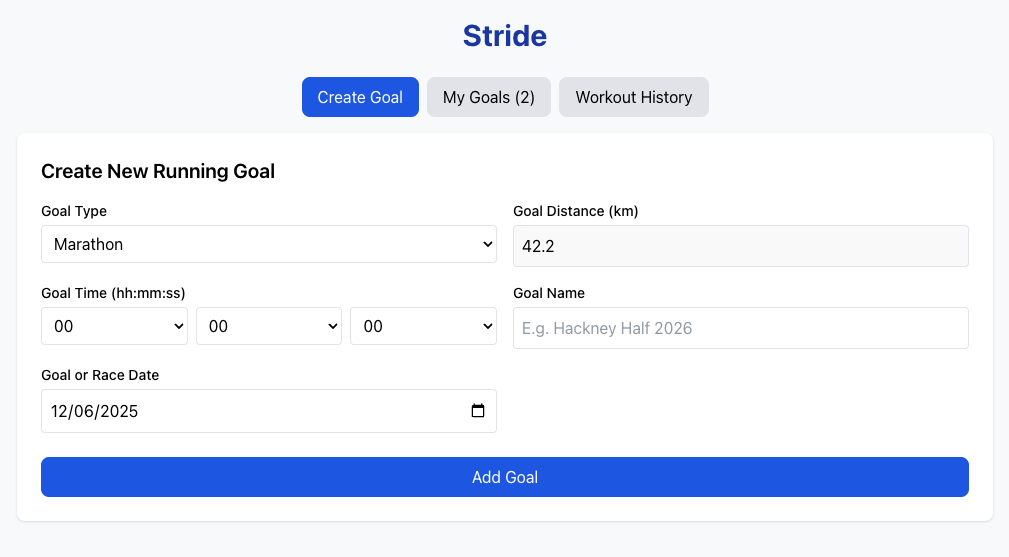 Stride
Create Goal
My Goals (2)
Workout History
Create New Running Goal
Goal Type
Marathon
Goal Distance (km)
42.2
Goal Time (hh:mm:ss)
00
00
00
Goal Name
E.g. Hackney Half 2026
Goal or Race Date
12/06/2025
Add Goal